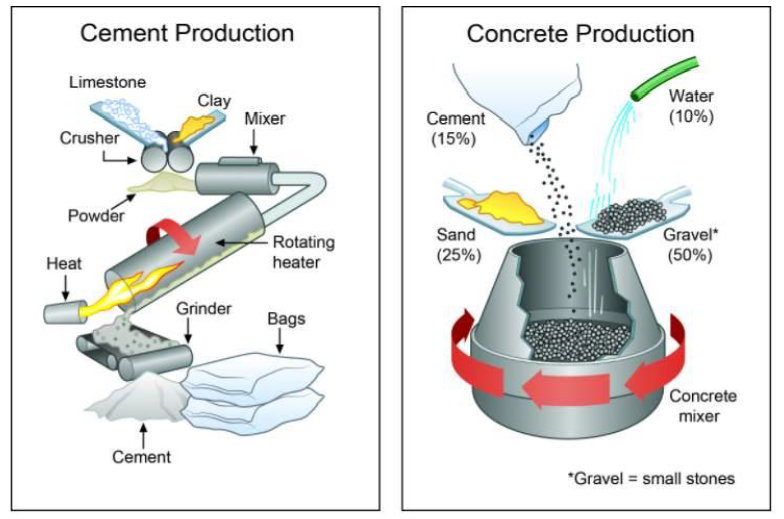 Cement Production
Limestone
Clay
Crusher
Mixer
Powder
Rotating
heater
Heat
Grinder
Bags
Cement
Concrete Production
Cement
(15%)
Water
(10%)
Sand
(25%)
Gravel*
(50%)
Concrete
mixer
*Gravel = small stones